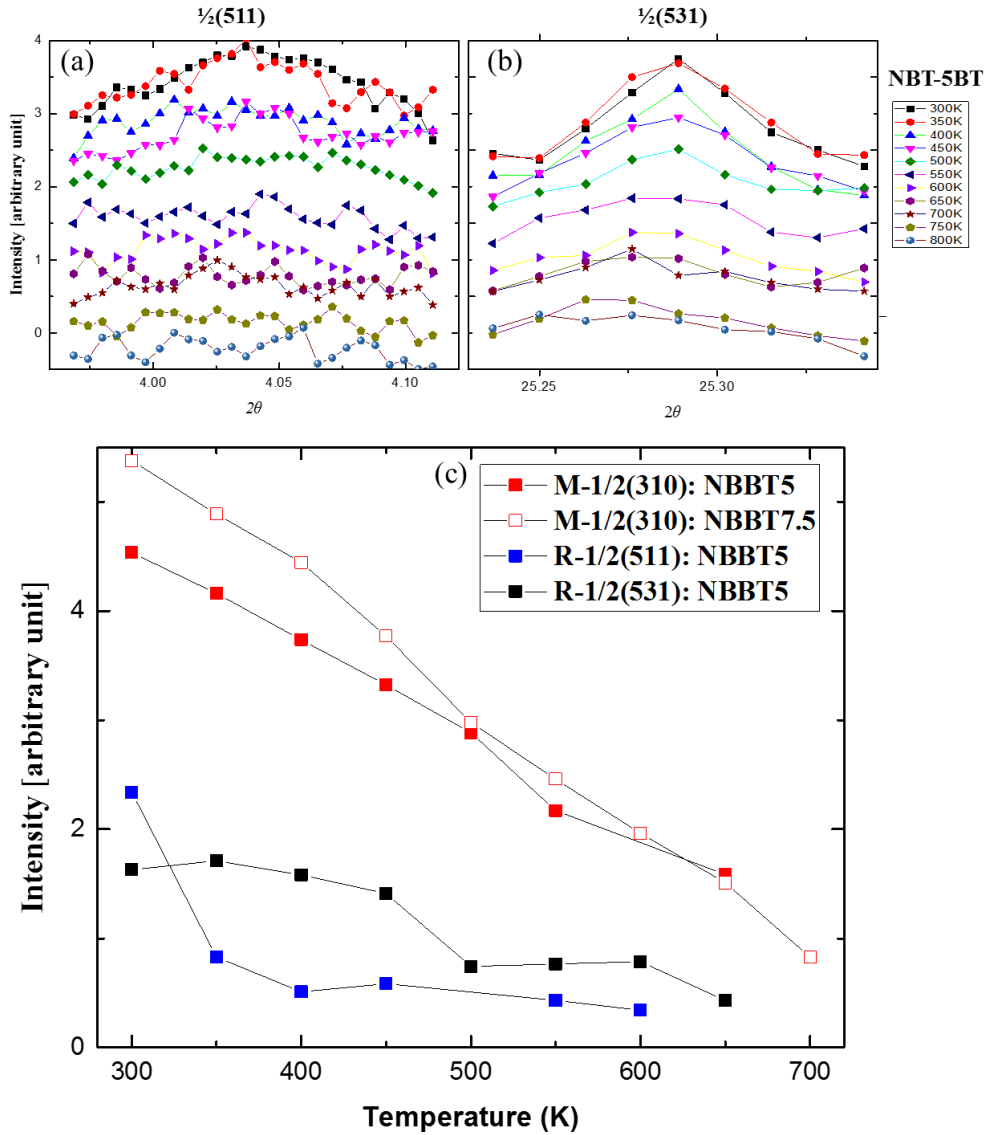 ½(511)
½(531)
(a)
4
3
2
1
0
Intensity [arbitrary unit]
4.00
4.05
4.10
2θ
(b)
25.25
25.30
2θ
NBT-5BT
300K
350K
400K
450K
500K
550K
600K
650K
700K
750K
800K
(c)
M-1/2(310): NBBT5
M-1/2(310): NBBT7.5
R-1/2(511): NBBT5
R-1/2(531): NBBT5
4
2
0
Intensity [arbitrary unit]
300
400
500
600
700
Temperature (K)